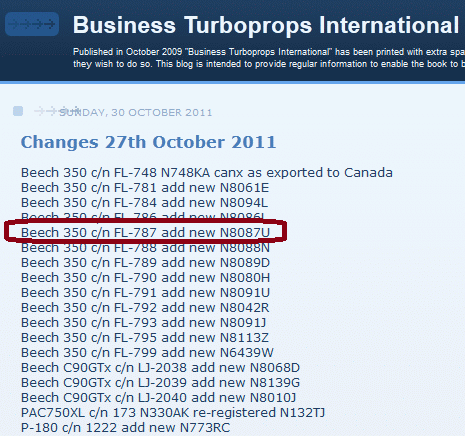 Business Turboprops International
Published in October 2009 "Business Turboprops International" has been printed with extra spa
they wish to do so. This blog is intended to provide regular information to enable the book to b
SUNDAY, 30 OCTOBER 2011
Changes 27th October 2011
Beech 350 c/n FL-748 N748KA canx as exported to Canada
Beech 350 c/n FL-781 add new N8061E
Beech 350 c/n FL-784 add new N8094L
Beech 350 c/n FL-786 add new N8086L
Beech 350 c/n FL-787 add new N8087U
Beech 350 c/n FL-788 add new N8088N
Beech 350 c/n FL-789 add new N8089D
Beech 350 c/n FL-790 add new N8080H
Beech 350 c/n FL-791 add new N8091U
Beech 350 c/n FL-792 add new N8042R
Beech 350 c/n FL-793 add new N8091J
Beech 350 c/n FL-795 add new N8113Z
Beech 350 c/n FL-799 add new N6439W
Beech C90GTx c/n LJ-2038 add new N8068D
Beech C90GTx c/n LJ-2039 add new N8139G
Beech C90GTx c/n LJ-2040 add new N8010J
PAC750XL c/n 173 N330AK re-registered N132TJ
P-180 c/n 1222 add new N773RC